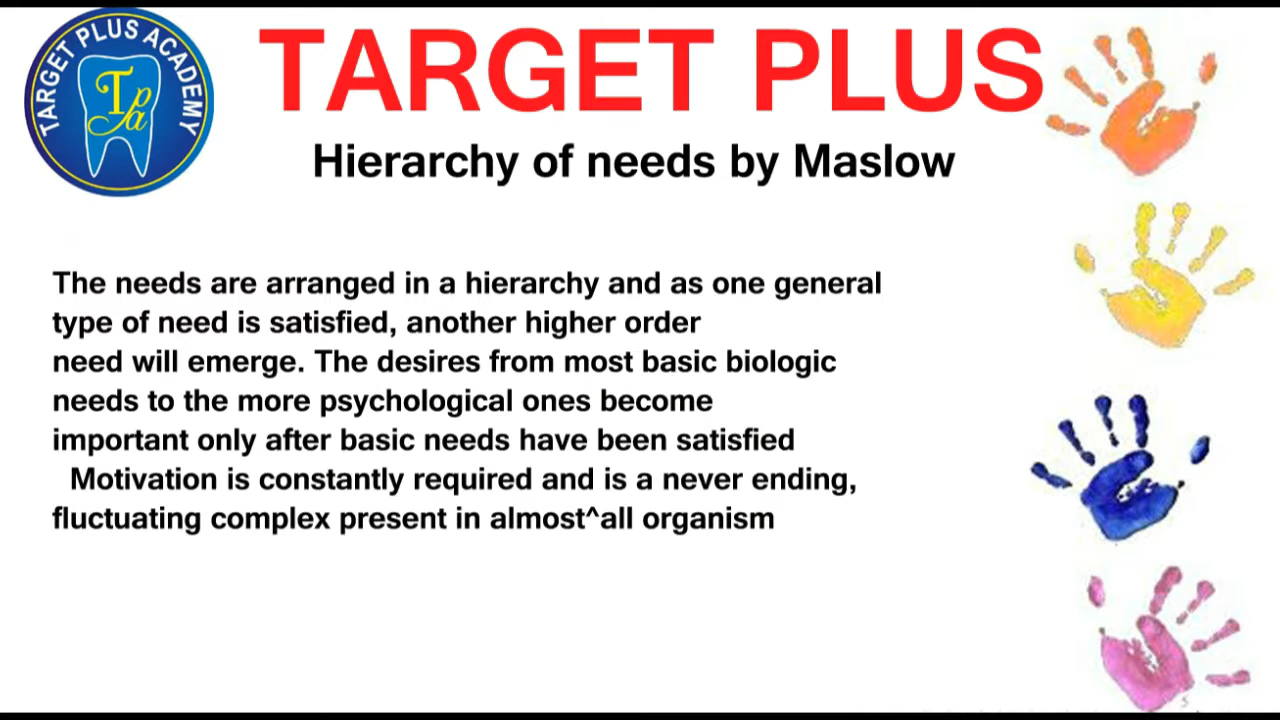 TARGET PLUS ACADEMY
T P a
TARGET PLUS
Hierarchy of needs by Maslow
The needs are arranged in a hierarchy and as one general
type of need is satisfied, another higher order
need will emerge. The desires from most basic biologic
needs to the more psychological ones become
important only after basic needs have been satisfied
Motivation is constantly required and is a never ending,
fluctuating complex present in almost^all organism